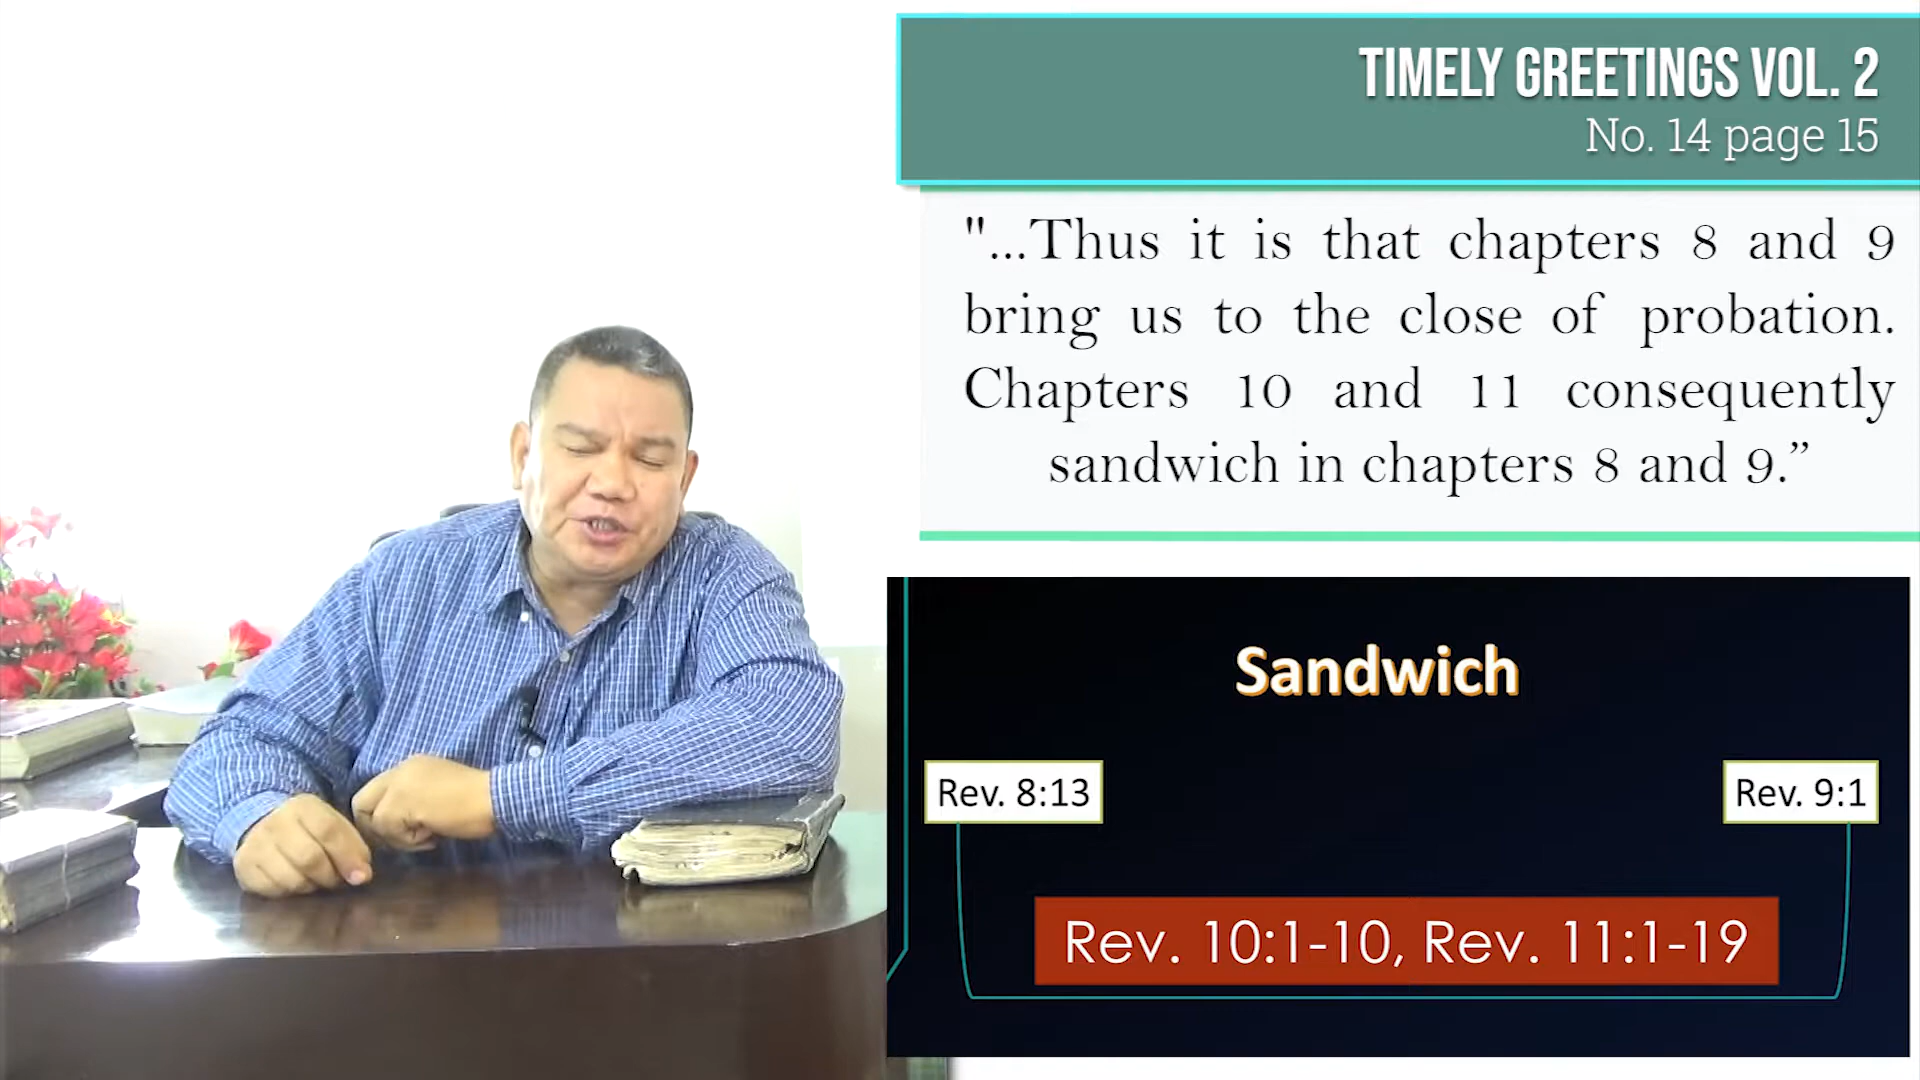 TIMELY GREETINGS VOL. 2
No. 14 page 15
"...Thus it is that chapters 8 and 9
bring us to the close of probation.
Chapters 10 and 11 consequently
sandwich in chapters 8 and 9.”
Sandwich
Rev. 8:13
Rev. 9:1
Rev. 10:1-10, Rev. 11:1-19